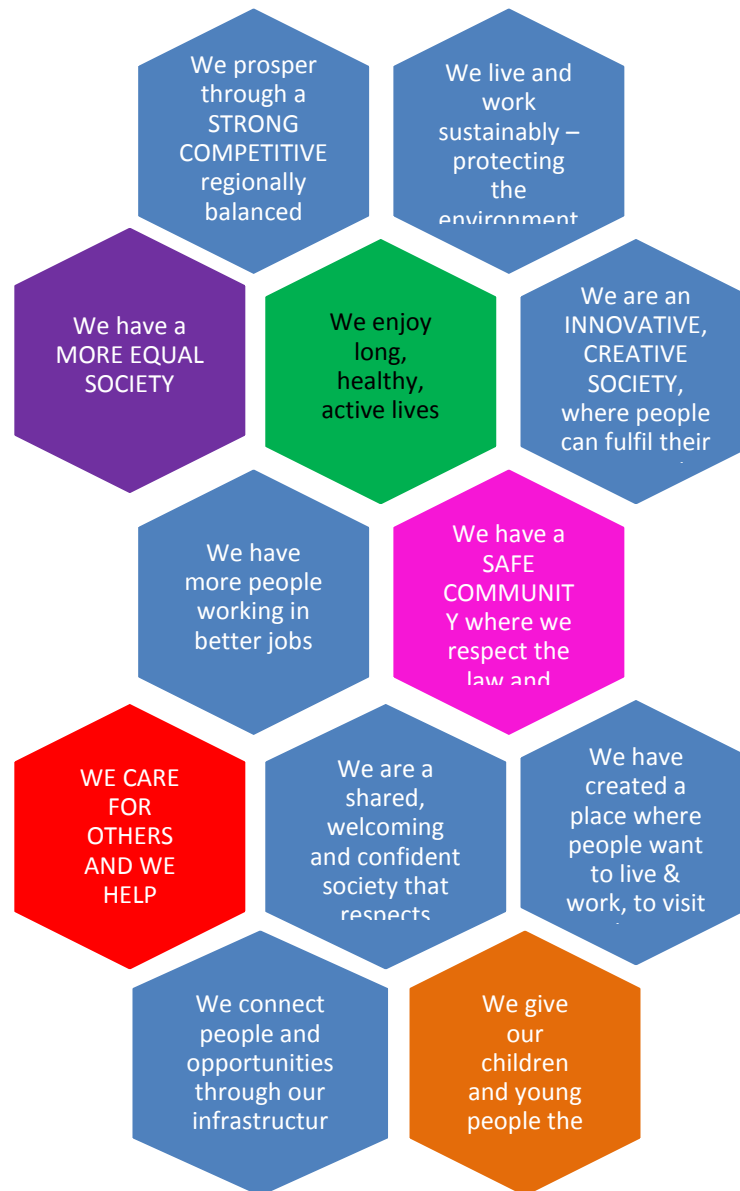 We prosper
through a
STRONG
COMPETITIVE
regionally
balanced
We live and
work
sustainably –
protecting
the
environment
We have a
MORE EQUAL
SOCIETY
We enjoy
long,
healthy,
active lives
We are an
INNOVATIVE,
CREATIVE
SOCIETY,
where people
can fulfil their
We have
more people
working in
better jobs
We have a
SAFE
COMMUNIT
Y where we
respect the
law and
WE CARE
FOR
OTHERS
AND WE
HELP
We are a
shared,
welcoming
and confident
society that
respects
We have
created a
place where
people want
to live &
work, to visit
We connect
people and
opportunities
through our
infrastructur
We give
our
children
and young
people the